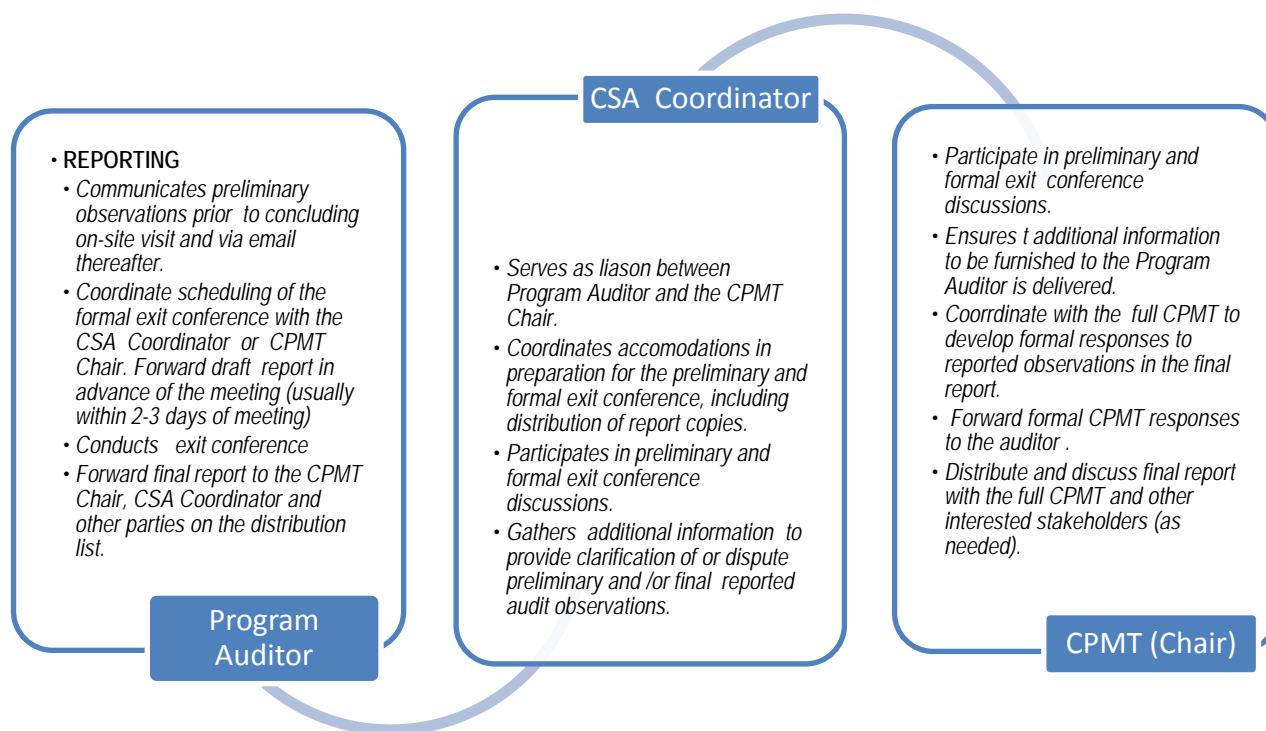 • REPORTING
• Communicates preliminary
observations prior to concluding
on-site visit and via email
thereafter.
• Coordinate scheduling of the
formal exit conference with the
CSA Coordinator or CPMT
Chair. Forward draft report in
advance of the meeting (usually
within 2-3 days of meeting)
• Conducts exit conference
• Forward final report to the CPMT
Chair, CSA Coordinator and
other parties on the distribution
list.
Program
Auditor
CSA Coordinator
• Serves as liason between
Program Auditor and the CPMT
Chair.
• Coordinates accomodations in
preparation for the preliminary and
formal exit conference, including
distribution of report copies.
• Participates in preliminary and
formal exit conference
discussions.
• Gathers additional information to
provide clarification of or dispute
preliminary and /or final reported
audit observations.
• Participate in preliminary and
formal exit conference
discussions.
• Ensures t additional information
to be furnished to the Program
Auditor is delivered.
• Coorrdinate with the full CPMT to
develop formal responses to
reported observations in the final
report.
• Forward formal CPMT responses
to the auditor .
• Distribute and discuss final report
with the full CPMT and other
interested stakeholders (as
needed).
CPMT (Chair)